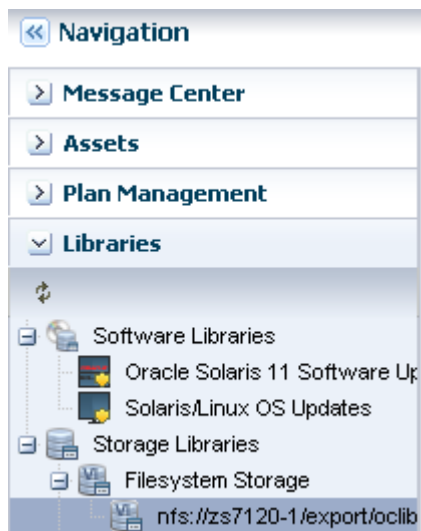 Navigation
Message Center
Assets
Plan Management
Libraries
Software Libraries
Oracle Solaris 11 Software Up
Solaris/Linux OS Updates
Storage Libraries
Filesystem Storage
nfs://zs7120-1/export/oclib